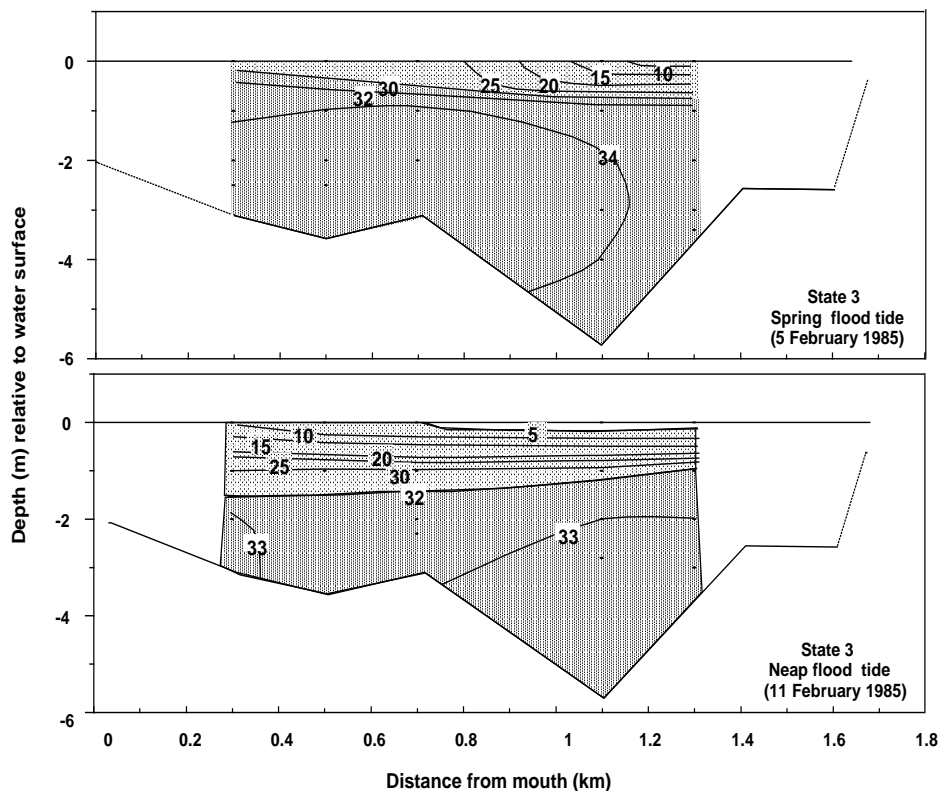 0
-2
-4
-6
30
32
25
20
15
10
34
State 3
Spring flood tide
(5 February 1985)
Depth (m) relative to water surface
0
-2
-4
-6
10
5
15
20
25
30
32
33
33
State 3
Neap flood tide
(11 February 1985)
0 0.2 0.4 0.6 0.8 1 1.2 1.4 1.6 1.8
Distance from mouth (km)